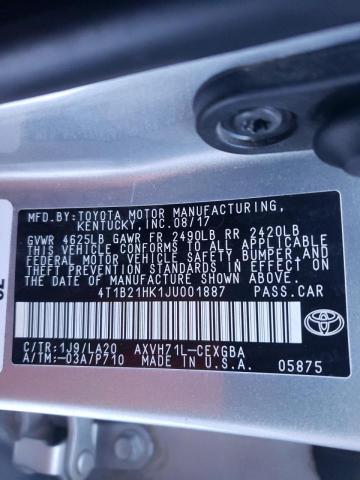 MFD.BY:TOYOTA MOTOR MANUFACTURING,
KENTUCKY, INC. 08/17
GVWR 4625LB GAWR FR 2490LB RR 2420LB
THIS VEHICLE CONFORMS TO ALL APPLICABLE
FEDERAL MOTOR VEHICLE SAFETY, BUMPER, AND
THEFT PREVENTION STANDARDS IN EFFECT ON
THE DATE OF MANUFACTURE SHOWN ABOVE.
4T1B21HK1JU001887 PASS.CAR
C/TR:1J9/LA20 AXVH71L-CEXGBA
A/TM:-03A7P710 MADE IN U.S.A. 05875
TOYOTA